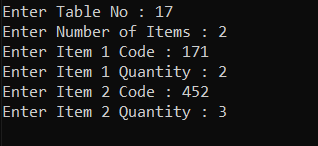 Enter Table No : 17
Enter Number of Items : 2
Enter Item 1 Code : 171
Enter Item 1 Quantity : 2
Enter Item 2 Code : 452
Enter Item 2 Quantity : 3